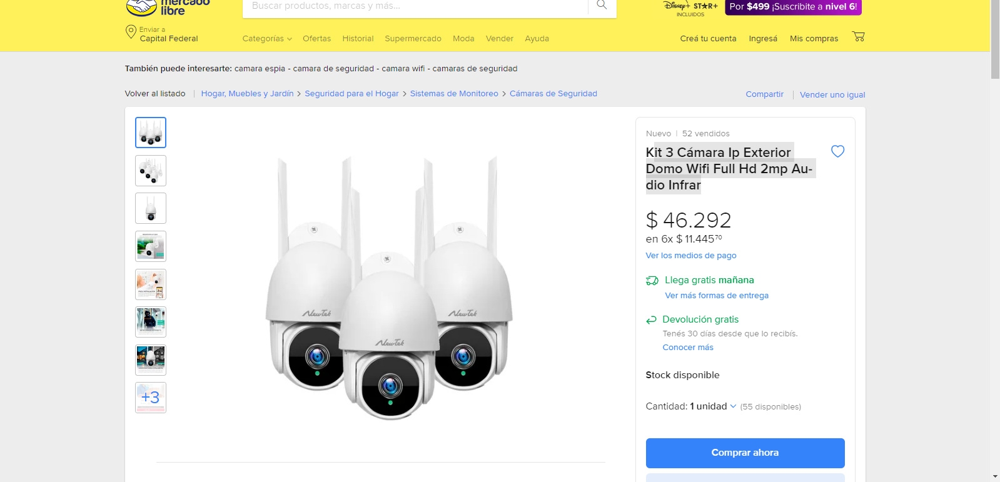 mercado
libre
Buscar productos, marcas y más...
Disney+ STAR+
INCLUIDOS
Por $499 ¡Suscribite a nivel 6!
Enviar a
Capital Federal
Categorías
Ofertas
Historial
Supermercado
Moda
Vender
Ayuda
Creá tu cuenta
Ingresá
Mis compras
También puede interesarte: camara espia - camara de seguridad - camara wifi - camaras de seguridad
Volver al listado | Hogar, Muebles y Jardín > Seguridad para el Hogar > Sistemas de Monitoreo > Cámaras de Seguridad
Compartir | Vender uno igual
+3
NewTek
NewTek
NewTek
Nuevo | 52 vendidos
Kit 3 Cámara Ip Exterior
Domo Wifi Full Hd 2mp Au-
dio Infrar
$ 46.292
en 6x $ 11.445⁷⁰
Ver los medios de pago
Llega gratis mañana
Ver más formas de entrega
Devolución gratis
Tenés 30 días desde que lo recibís.
Conocer más
Stock disponible
Cantidad: 1 unidad (55 disponibles)
Comprar ahora